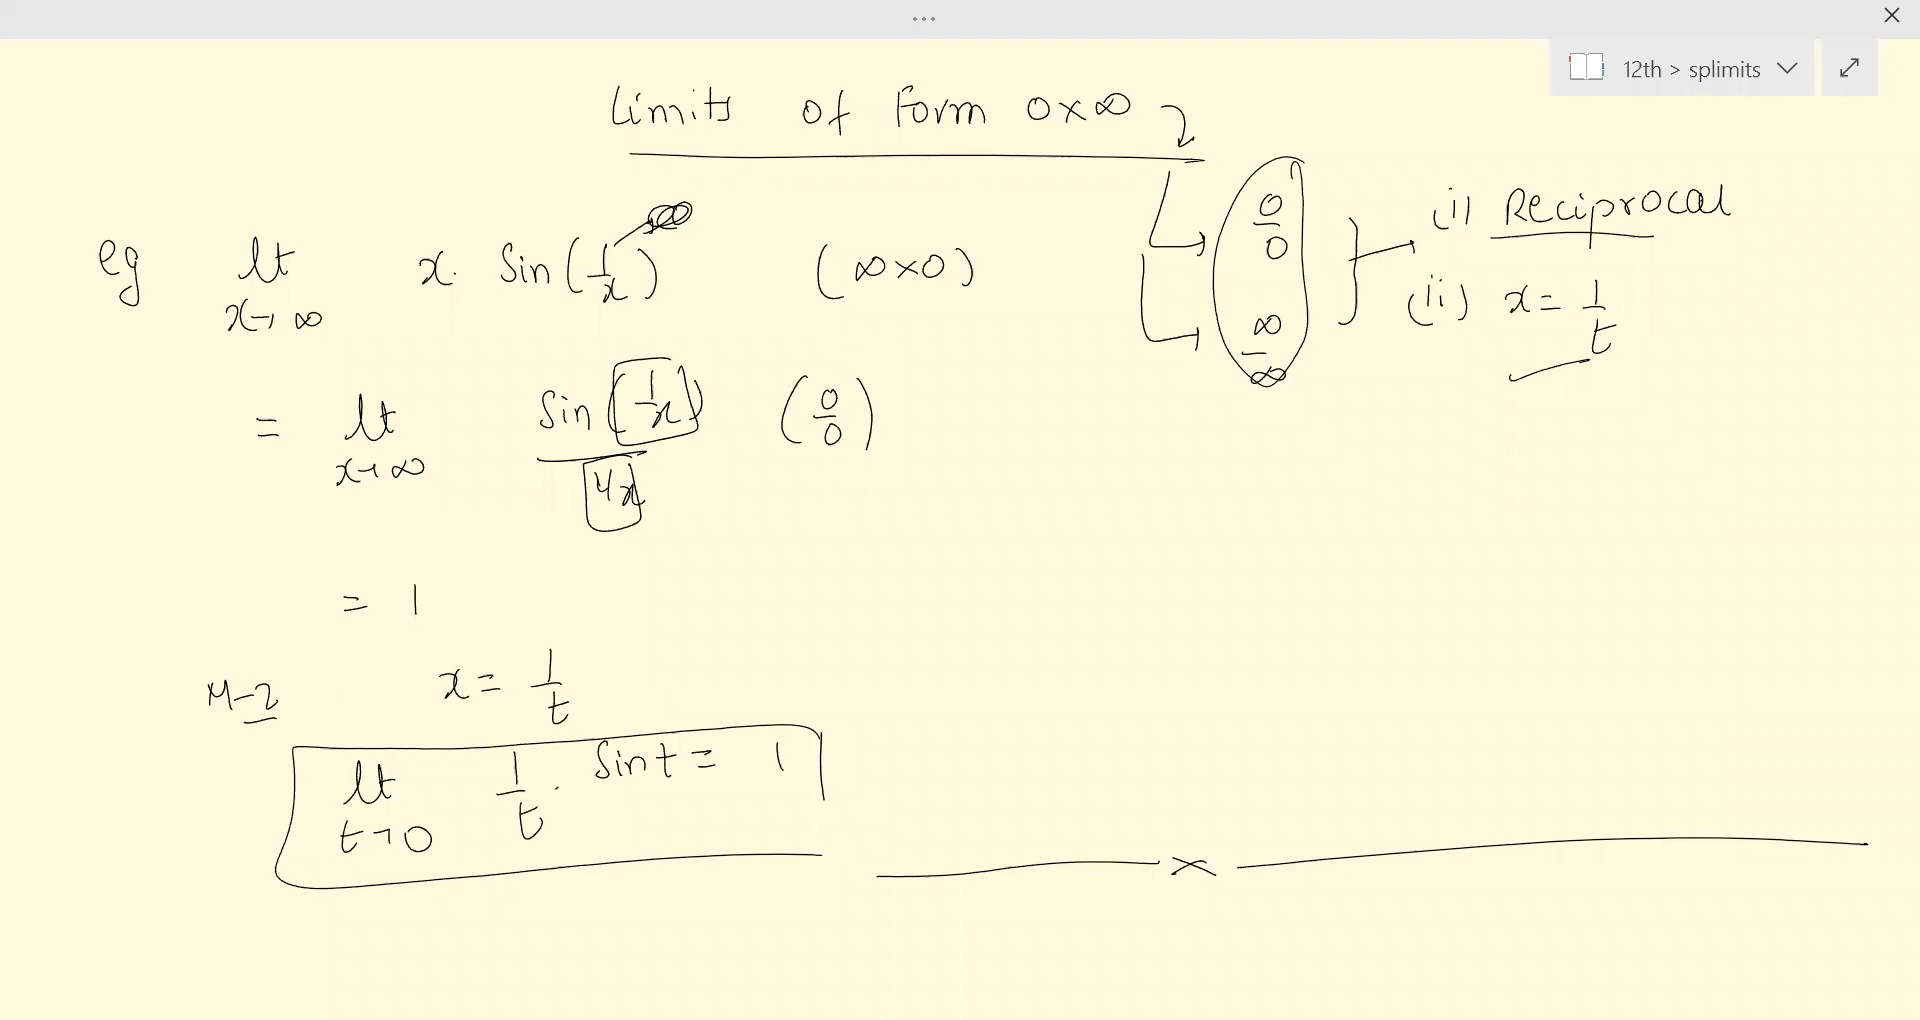 12th > splimits
Limits of Form 0×∞
eg lt x→∞ x. Sin(1/x) (∞×0)
0/0
∞/∞
(i) Reciprocal
(ii) x = 1/t
= lt x→∞ Sin(1/x) / 1/x (0/0)
= 1
M-2 x = 1/t
lt t→0 1/t . Sint = 1